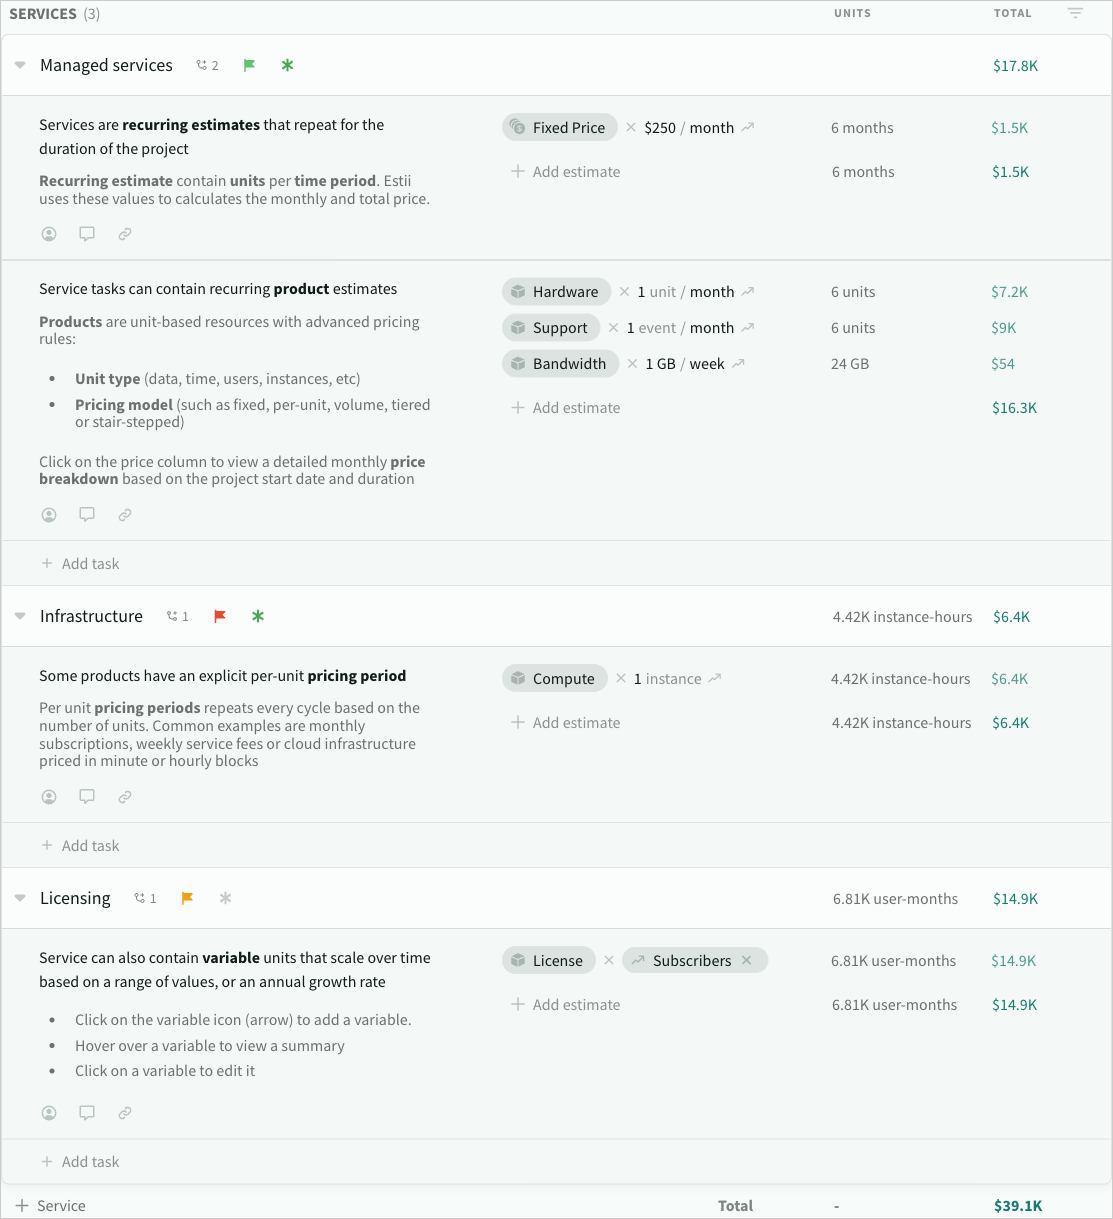 SERVICES (3) UNITS TOTAL
Managed services 2 $17.8K
Services are recurring estimates that repeat for the
duration of the project
Recurring estimate contain units per time period. Estii
uses these values to calculates the monthly and total price.
Fixed Price × $250 / month 6 months $1.5K
+ Add estimate 6 months $1.5K
Service tasks can contain recurring product estimates
Products are unit-based resources with advanced pricing
rules:
• Unit type (data, time, users, instances, etc)
• Pricing model (such as fixed, per-unit, volume, tiered
or stair-stepped)
Click on the price column to view a detailed monthly price
breakdown based on the project start date and duration
Hardware × 1 unit / month 6 units $7.2K
Support × 1 event / month 6 units $9K
Bandwidth × 1 GB / week 24 GB $54
+ Add estimate $16.3K
+ Add task
Infrastructure 1 4.42K instance-hours $6.4K
Some products have an explicit per-unit pricing period
Per unit pricing periods repeats every cycle based on the
number of units. Common examples are monthly
subscriptions, weekly service fees or cloud infrastructure
priced in minute or hourly blocks
Compute × 1 instance 4.42K instance-hours $6.4K
+ Add estimate 4.42K instance-hours $6.4K
+ Add task
Licensing 1 6.81K user-months $14.9K
Service can also contain variable units that scale over time
based on a range of values, or an annual growth rate
• Click on the variable icon (arrow) to add a variable.
• Hover over a variable to view a summary
• Click on a variable to edit it
License × Subscribers × 6.81K user-months $14.9K
+ Add estimate 6.81K user-months $14.9K
+ Add task
+ Service Total - $39.1K